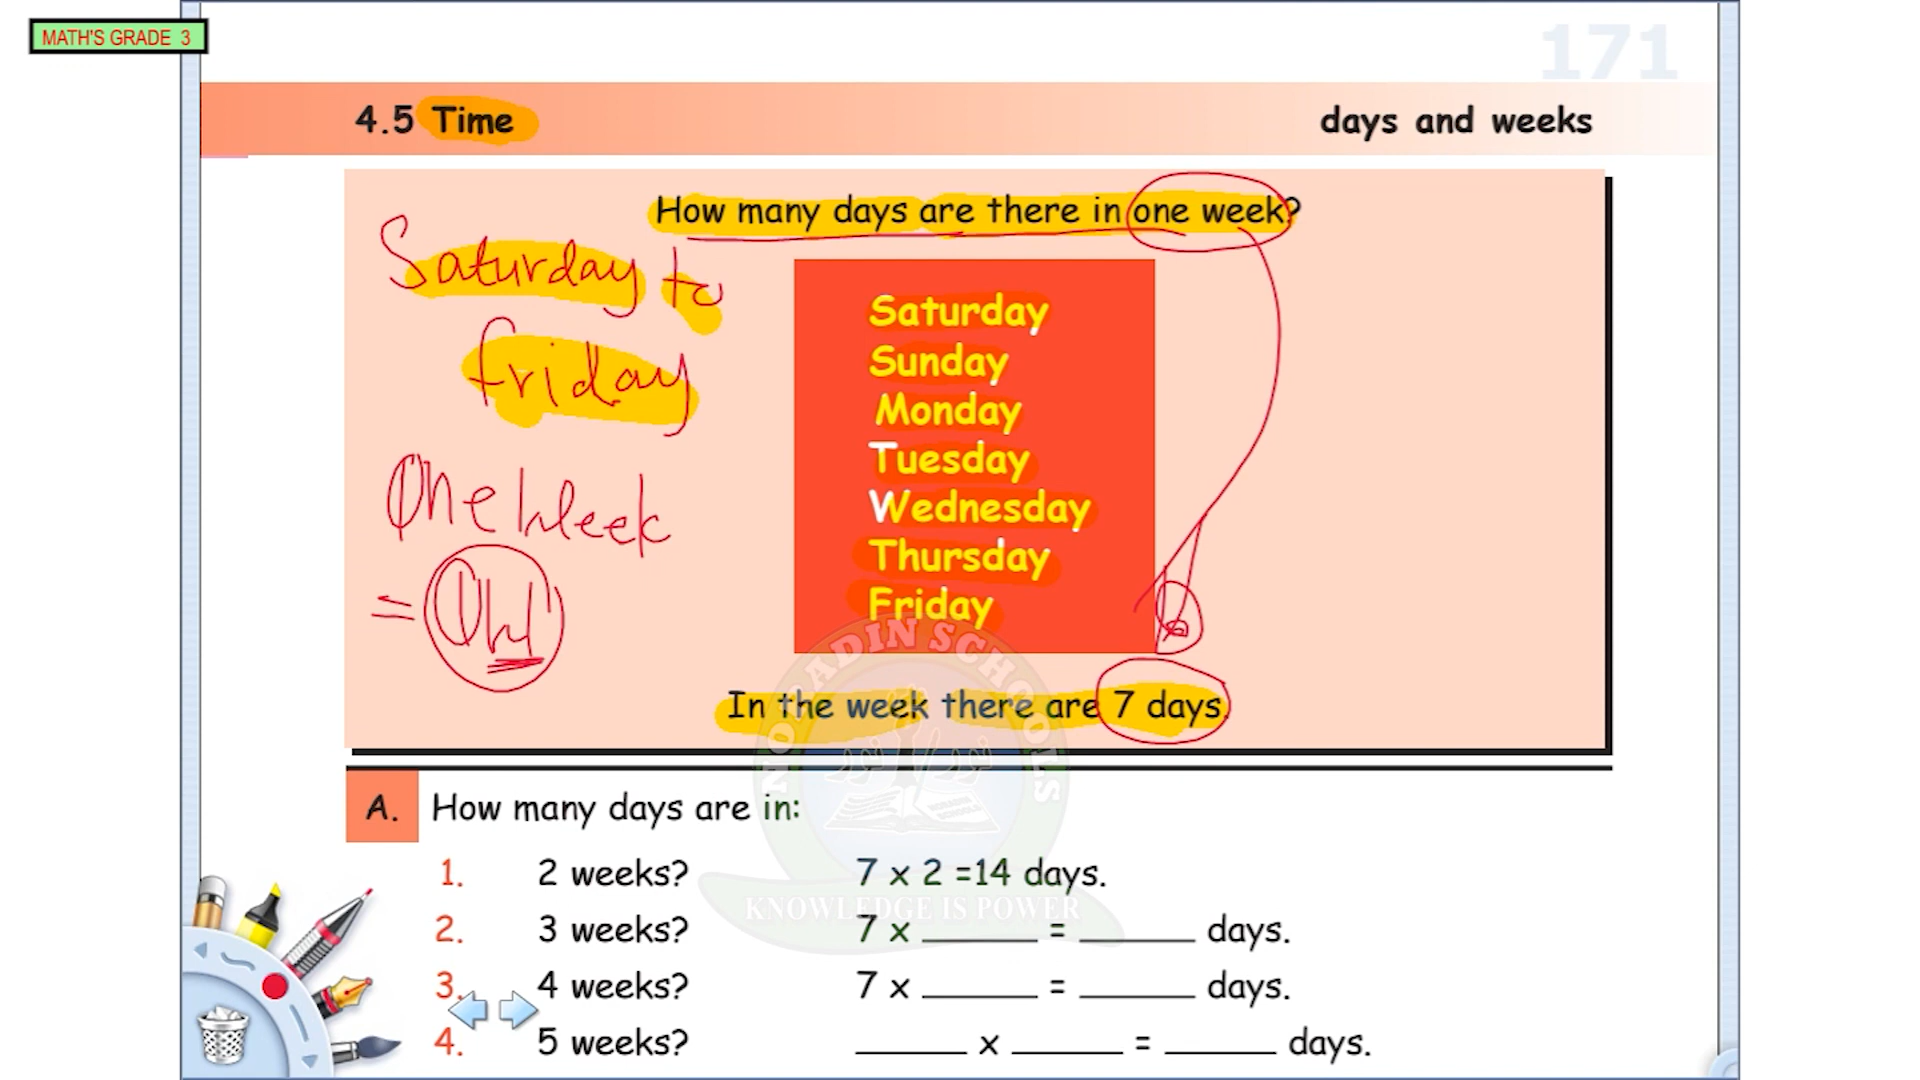 MATH'S GRADE 3
171
4.5 Time days and weeks
How many days are there in one week?
Saturday to
friday
One week
=
Saturday
Sunday
Monday
Tuesday
Wednesday
Thursday
Friday
In the week there are 7 days.
NORADIN SCHOOLS
A. How many days are in:
1. 2 weeks? 7 x 2 =14 days.
KNOWLEDGE IS POWER
2. 3 weeks? 7 x ______ = ______ days.
3. 4 weeks? 7 x ______ = ______ days.
4. 5 weeks? ______ x ______ = ______ days.